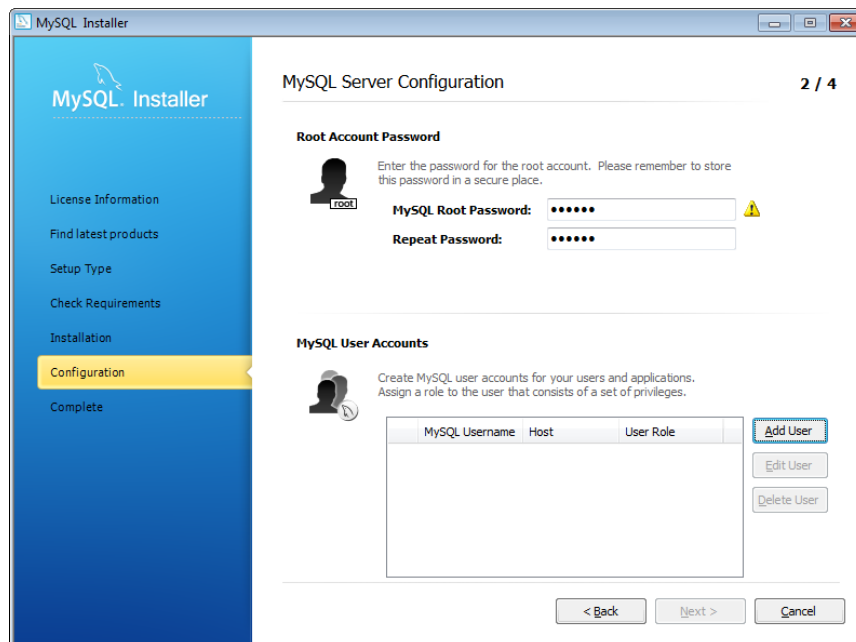 MySQL Installer
MySQL. Installer
License Information
Find latest products
Setup Type
Check Requirements
Installation
Configuration
Complete
MySQL Server Configuration
2 / 4
Root Account Password
Enter the password for the root account. Please remember to store
this password in a secure place.
root
MySQL Root Password: ••••••
Repeat Password: ••••••
MySQL User Accounts
Create MySQL user accounts for your users and applications.
Assign a role to the user that consists of a set of privileges.
MySQL Username Host User Role
Add User
Edit User
Delete User
< Back Next > Cancel